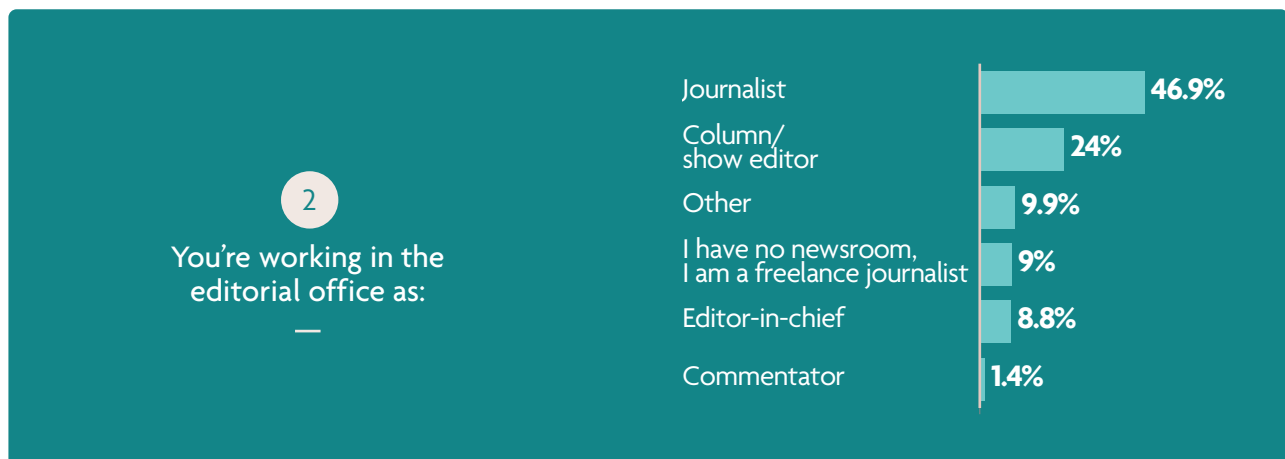 2
You’re working in the
editorial office as:
Journalist
46.9%
Column/
show editor
24%
Other
9.9%
I have no newsroom,
I am a freelance journalist
9%
Editor-in-chief
8.8%
Commentator
1.4%